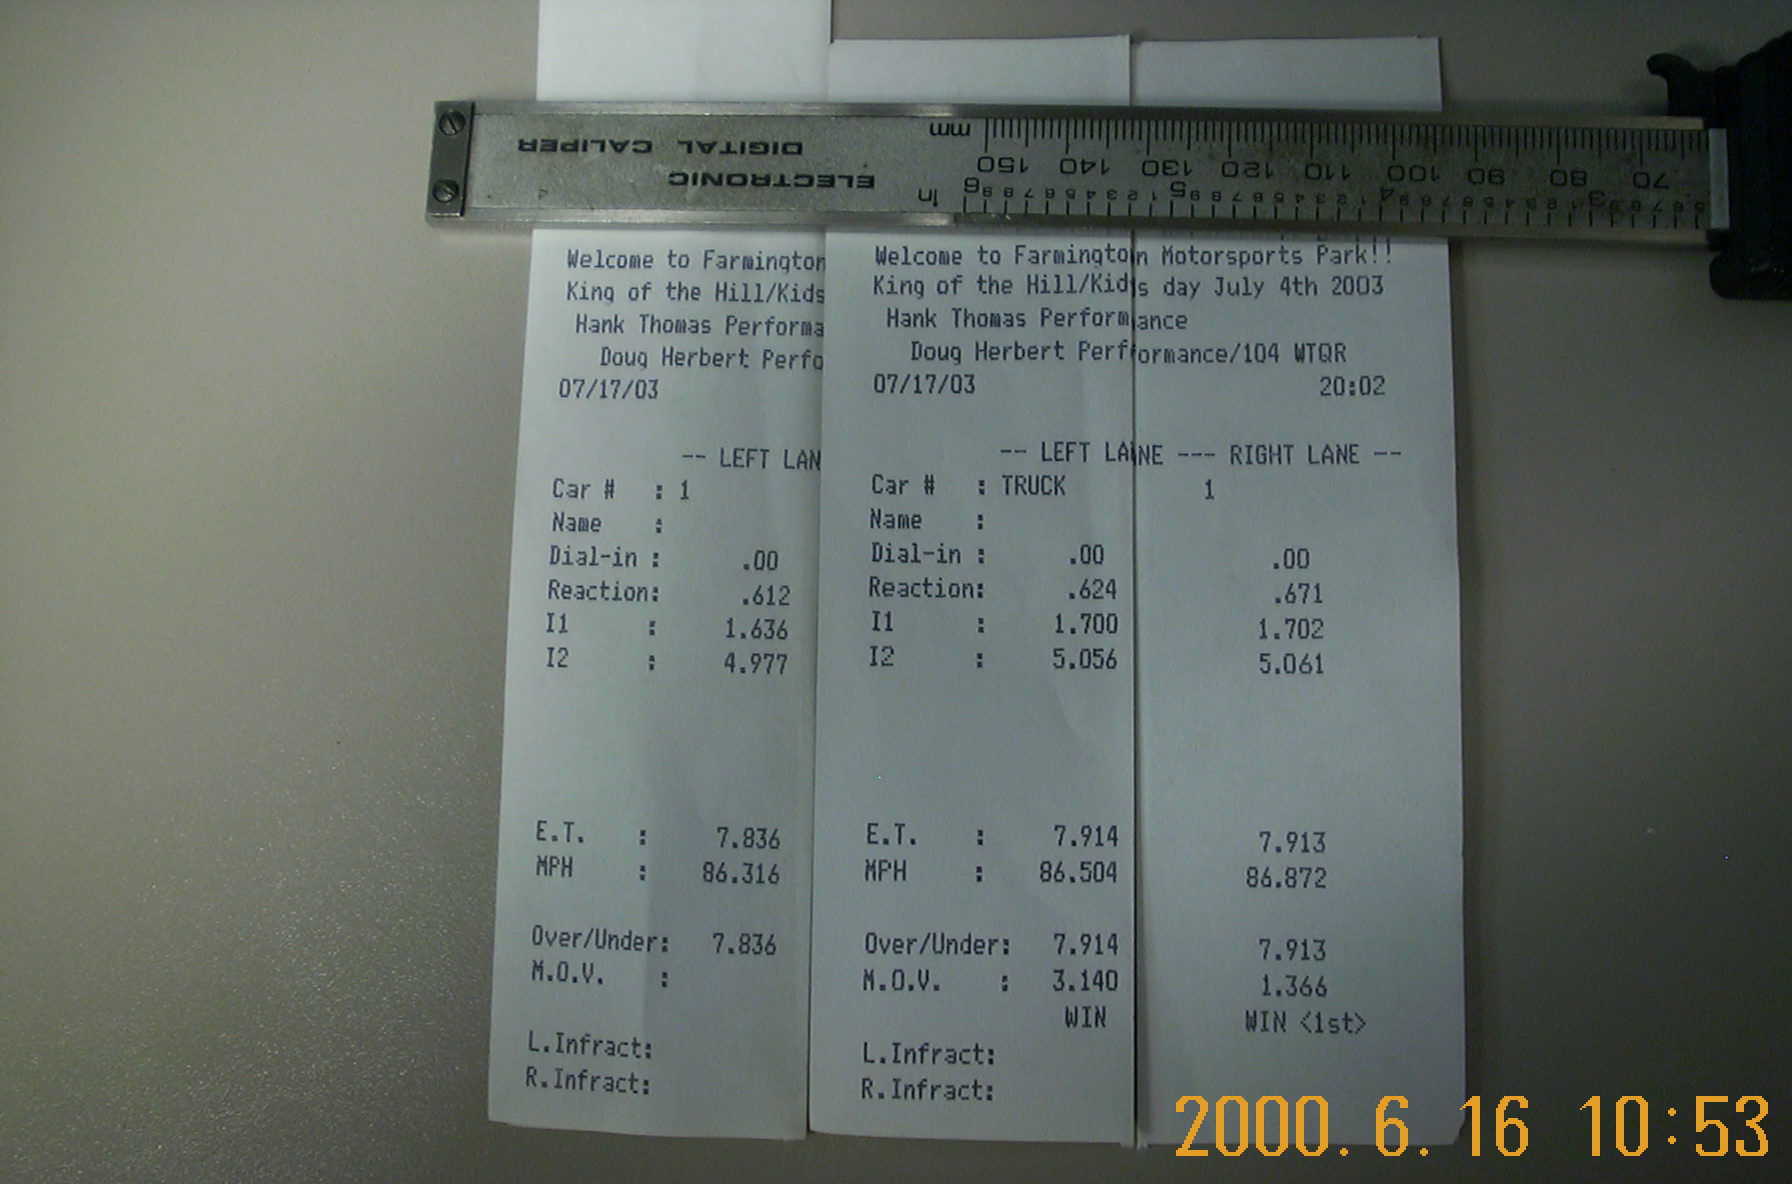 mm
DIGITAL CALIPER
150 140 130 120 110 100 90 80 70
ELECTRONIC
in
6 5 4 3
Welcome to Farmington
King of the Hill/Kids
Hank Thomas Performa
Doug Herbert Perfo
07/17/03
-- LEFT LAN
Car # : 1
Name :
Dial-in : .00
Reaction: .612
I1 : 1.636
I2 : 4.977
E.T. : 7.836
MPH : 86.316
Over/Under: 7.836
M.O.V. :
L.Infract:
R.Infract:
Welcome to Farmington Motorsports Park!!
King of the Hill/Kids day July 4th 2003
Hank Thomas Performance
Doug Herbert Performance/104 WTQR
07/17/03 20:02
-- LEFT LANE --- RIGHT LANE --
Car # : TRUCK 1
Name :
Dial-in : .00 .00
Reaction: .624 .671
I1 : 1.700 1.702
I2 : 5.056 5.061
E.T. : 7.914 7.913
MPH : 86.504 86.872
Over/Under: 7.914 7.913
M.O.V. : 3.140 1.366
WIN WIN <1st>
L.Infract:
R.Infract:
2000. 6. 16 10:53